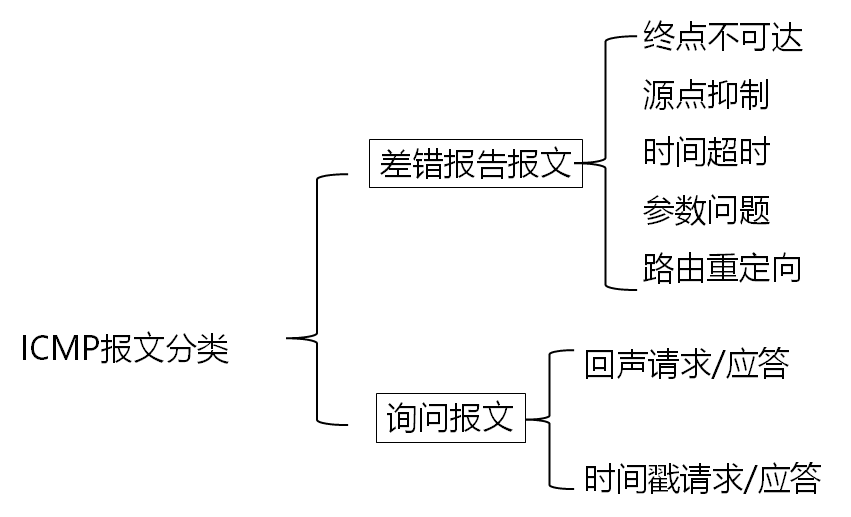 ICMP报文分类
差错报告报文
终点不可达
源点抑制
时间超时
参数问题
路由重定向
询问报文
回声请求/应答
时间戳请求/应答